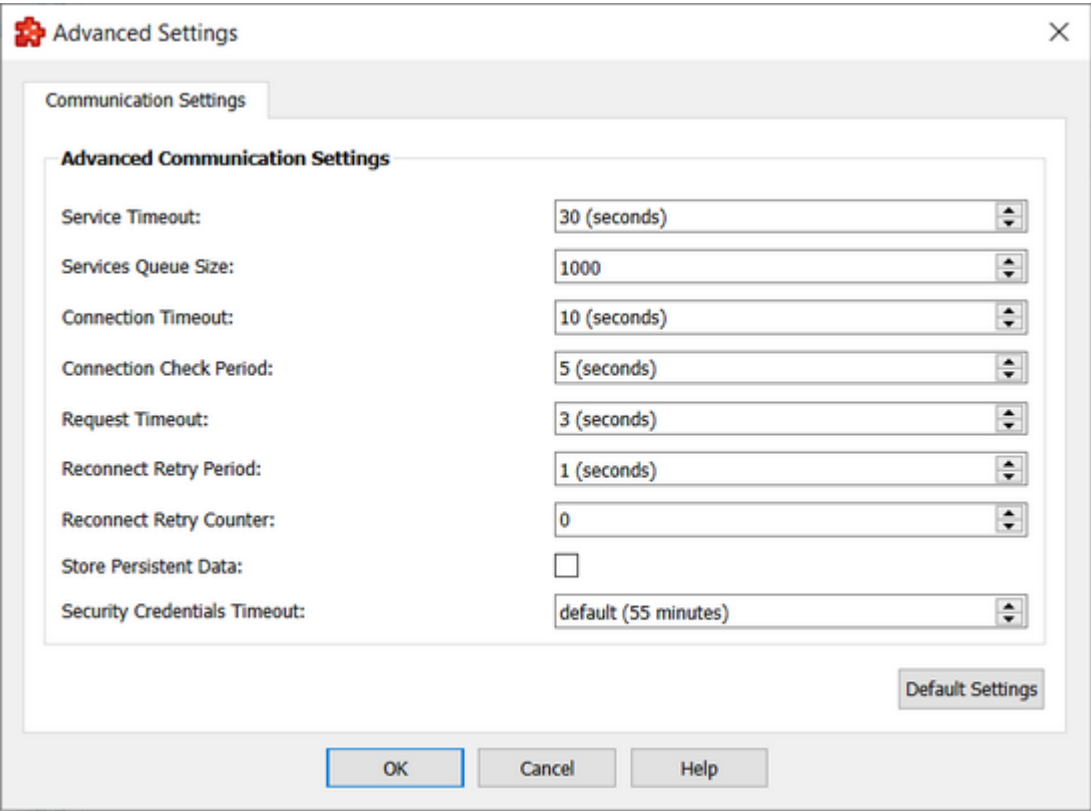 Advanced Settings
Communication Settings
Advanced Communication Settings
Service Timeout: 30 (seconds)
Services Queue Size: 1000
Connection Timeout: 10 (seconds)
Connection Check Period: 5 (seconds)
Request Timeout: 3 (seconds)
Reconnect Retry Period: 1 (seconds)
Reconnect Retry Counter: 0
Store Persistent Data:
Security Credentials Timeout: default (55 minutes)
Default Settings
OK Cancel Help